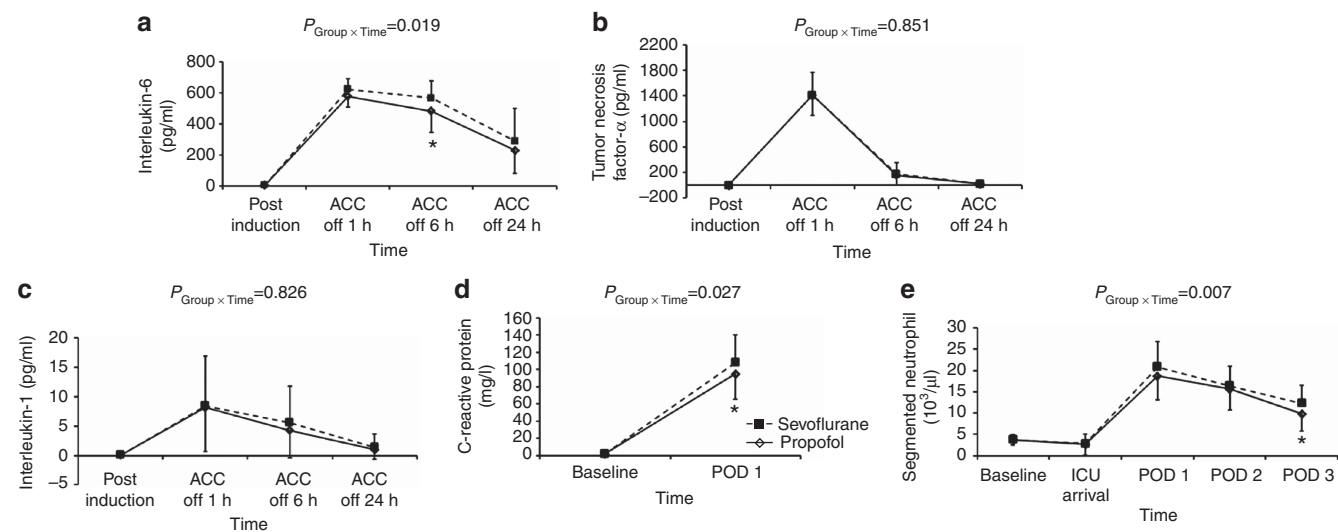 a
P Group × Time=0.019
Interleukin-6
(pg/ml)
800
600
400
200
0
*
Post
induction
ACC
off 1 h
ACC
off 6 h
ACC
off 24 h
Time
b
P Group × Time=0.851
Tumor necrosis
factor-α (pg/ml)
2200
1800
1400
1000
600
200
–200
Post
induction
ACC
off 1 h
ACC
off 6 h
ACC
off 24 h
Time
c
P Group × Time=0.826
Interleukin-1 (pg/ml)
20
15
10
5
0
–5
Post
induction
ACC
off 1 h
ACC
off 6 h
ACC
off 24 h
Time
d
P Group × Time=0.027
C-reactive protein
(mg/l)
160
140
120
100
80
60
40
20
0
*
Sevoflurane
Propofol
Baseline
POD 1
Time
e
P Group × Time=0.007
Segmented neutrophil
(10³/μl)
30
25
20
15
10
5
0
*
Baseline
ICU
arrival
POD 1
POD 2
POD 3
Time